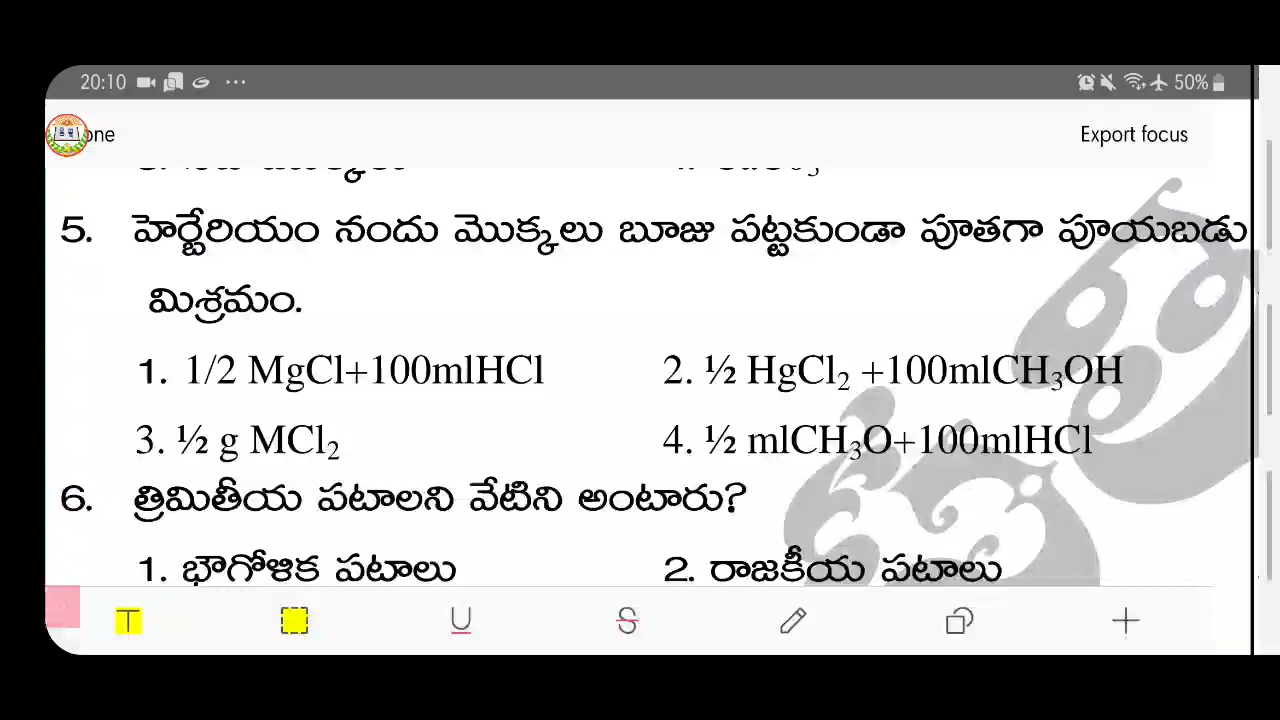 20:10 ... 50%
one Export focus
5. హెర్బేరియం నందు మొక్కలు బూజు పట్టకుండా పూతగా పూయబడు
మిశ్రమం.
1. 1/2 MgCl+100mlHCl 2. ½ HgCl₂ +100mlCH₃OH
3. ½ g MCl₂ 4. ½ mlCH₃O+100mlHCl
6. త్రిమితీయ పటాలని వేటిని అంటారు?
1. భౌగోళిక పటాలు 2. రాజకీయ పటాలు
T U S